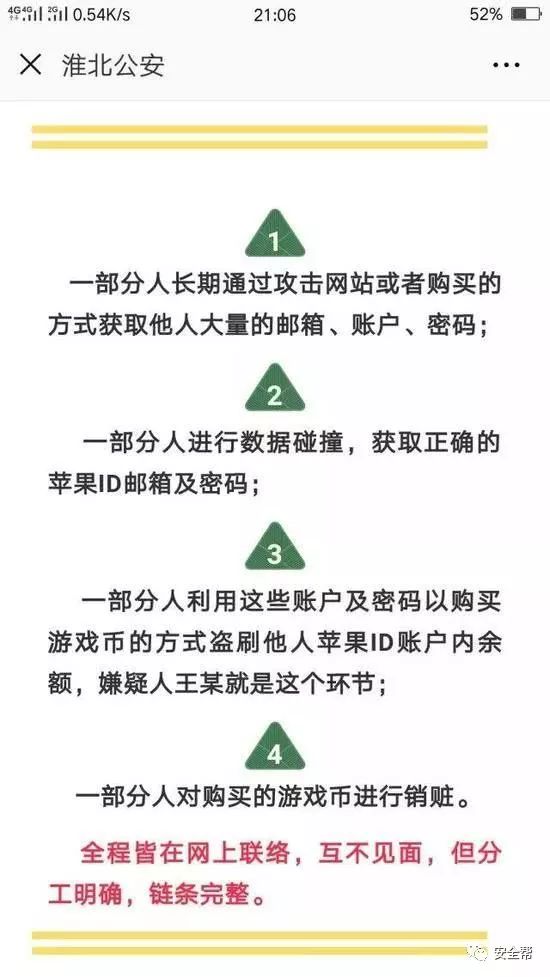 4G 4G 2G 0.54K/s 21:06 52%
淮北公安
1
一部分人长期通过攻击网站或者购买的
方式获取他人大量的邮箱、账户、密码；
2
一部分人进行数据碰撞，获取正确的
苹果ID邮箱及密码；
3
一部分人利用这些账户及密码以购买
游戏币的方式盗刷他人苹果ID账户内余
额，嫌疑人王某就是这个环节；
4
一部分人对购买的游戏币进行销赃。
全程皆在网上联络，互不见面，但分
工明确，链条完整。
安全帮